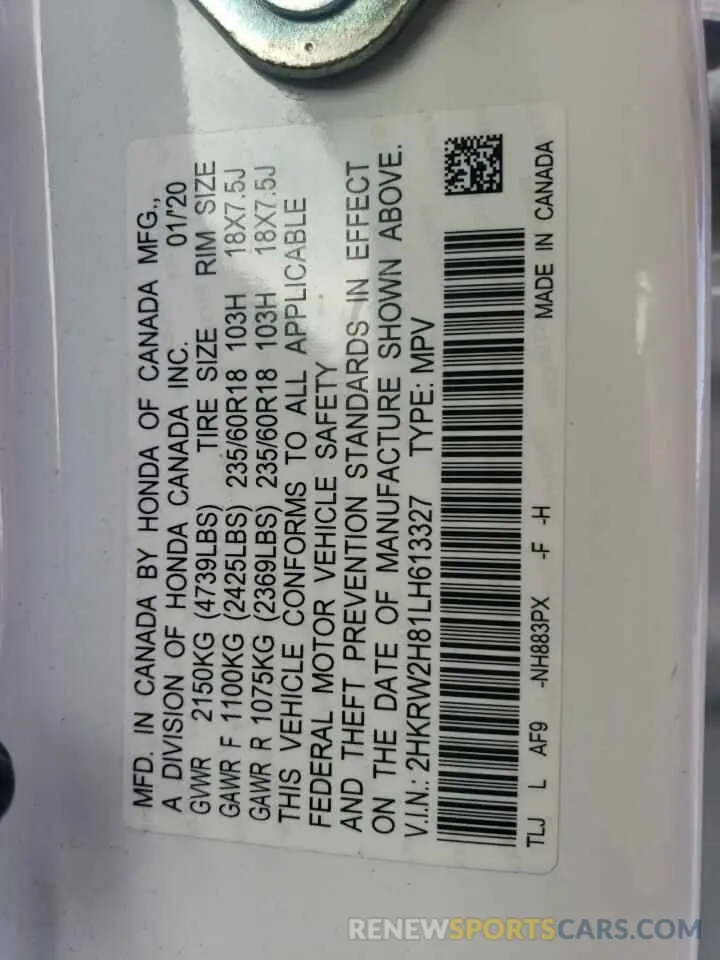 MFD. IN CANADA BY HONDA OF CANADA MFG.,
A DIVISION OF HONDA CANADA INC. 01/'20
GVWR 2150KG (4739LBS) TIRE SIZE RIM SIZE
GAWR F 1100KG (2425LBS) 235/60R18 103H 18X7.5J
GAWR R 1075KG (2369LBS) 235/60R18 103H 18X7.5J
THIS VEHICLE CONFORMS TO ALL APPLICABLE
FEDERAL MOTOR VEHICLE SAFETY
AND THEFT PREVENTION STANDARDS IN EFFECT
ON THE DATE OF MANUFACTURE SHOWN ABOVE.
V.I.N.: 2HKRW2H81LH613327 TYPE: MPV
TLJ L AF9 -NH883PX -F -H MADE IN CANADA
RENEWSPORTSCARS.COM